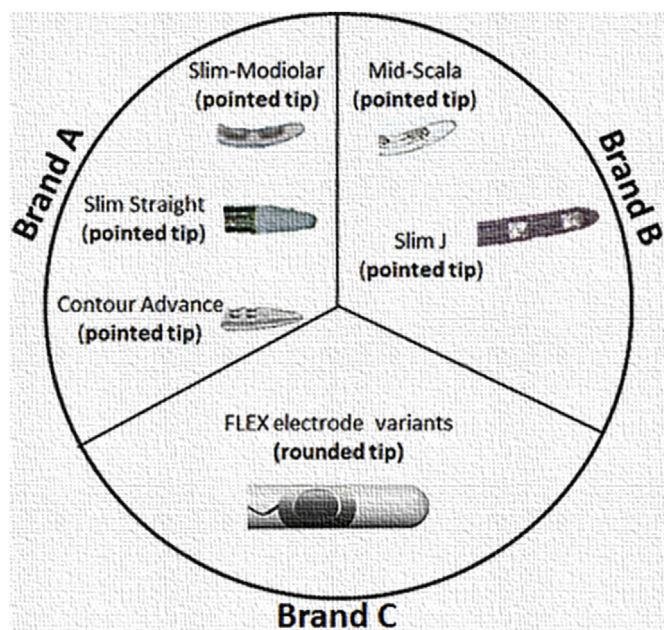 Brand A
Slim-Modiolar
(pointed tip)
Slim Straight
(pointed tip)
Contour Advance
(pointed tip)
Brand B
Mid-Scala
(pointed tip)
Slim J
(pointed tip)
FLEX electrode variants
(rounded tip)
Brand C